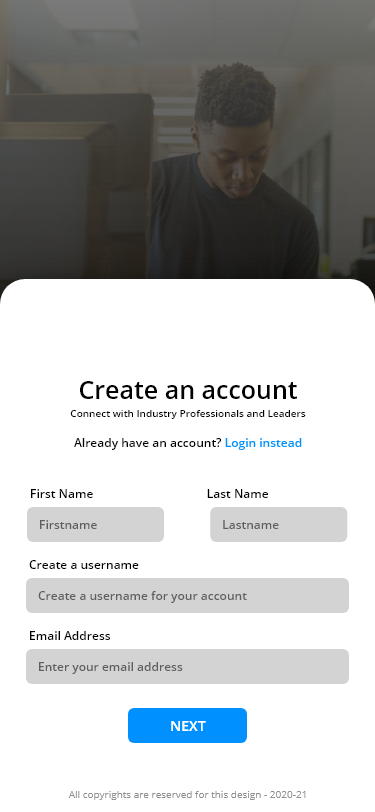 Create an account
Connect with Industry Professionals and Leaders
Already have an account? Login instead
First Name
Last Name
Firstname
Lastname
Create a username
Create a username for your account
Email Address
Enter your email address
NEXT
All copyrights are reserved for this design - 2020-21